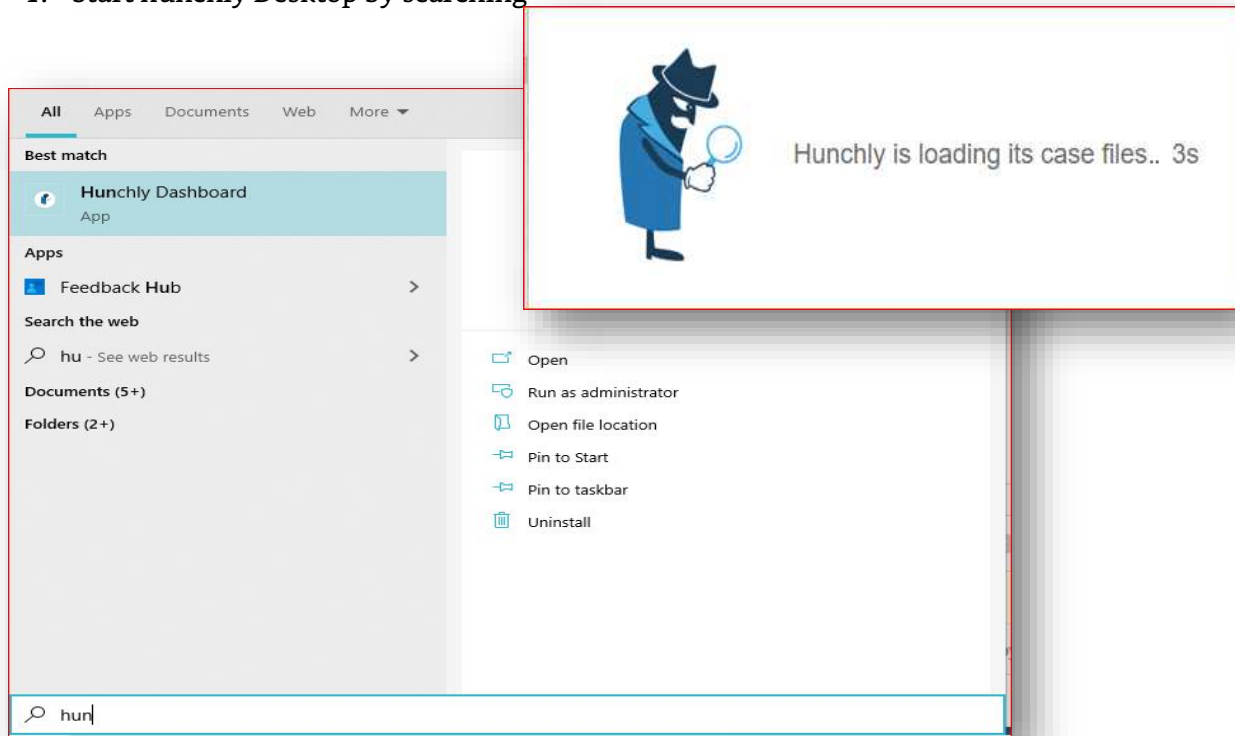 1. Start hunchly Desktop by searching
Hunchly is loading its case files.. 3s
All Apps Documents Web More
Best match
Hunchly Dashboard
App
Apps
Feedback Hub
Search the web
hu - See web results
Documents (5+)
Folders (2+)
Open
Run as administrator
Open file location
Pin to Start
Pin to taskbar
Uninstall
hun